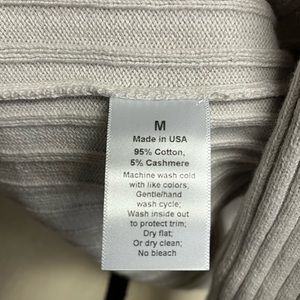 M
Made in USA
95% Cotton,
5% Cashmere
Machine wash cold
with like colors;
Gentle/hand
wash cycle;
Wash inside out
to protect trim;
Dry flat;
Or dry clean;
No bleach